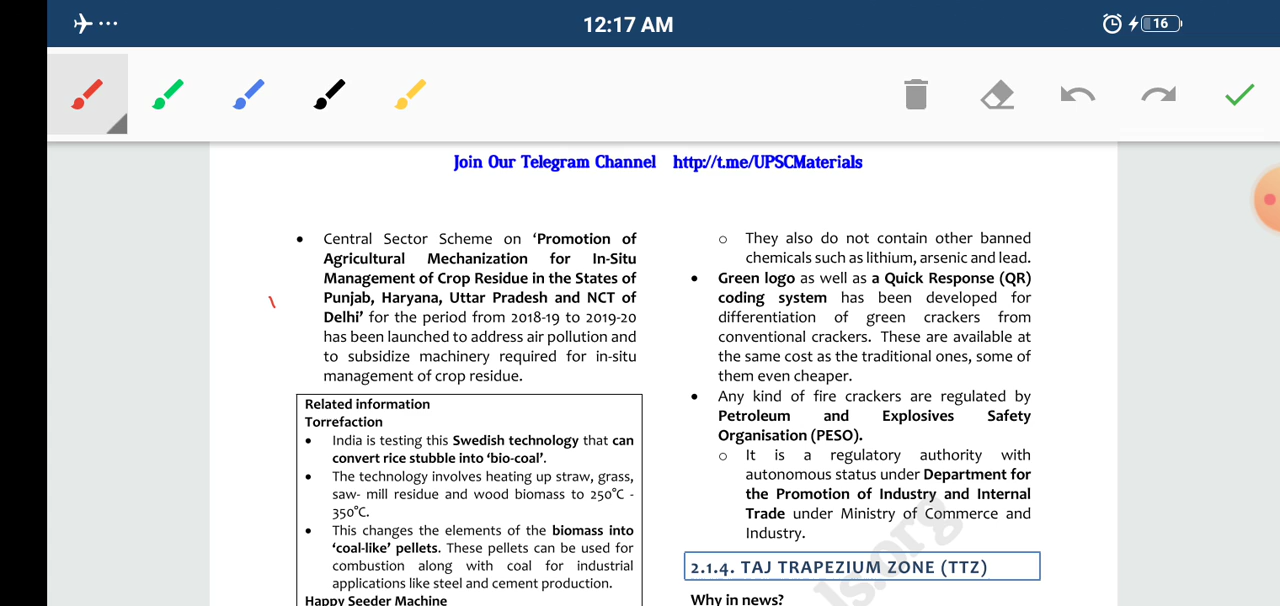 12:17 AM
16
Join Our Telegram Channel http://t.me/UPSCMaterials
• Central Sector Scheme on ‘Promotion of
Agricultural Mechanization for In-Situ
Management of Crop Residue in the States of
Punjab, Haryana, Uttar Pradesh and NCT of
Delhi’ for the period from 2018-19 to 2019-20
has been launched to address air pollution and
to subsidize machinery required for in-situ
management of crop residue.
Related information
Torrefaction
• India is testing this Swedish technology that can
convert rice stubble into ‘bio-coal’.
• The technology involves heating up straw, grass,
saw- mill residue and wood biomass to 250°C -
350°C.
• This changes the elements of the biomass into
‘coal-like’ pellets. These pellets can be used for
combustion along with coal for industrial
applications like steel and cement production.
Happy Seeder Machine
o They also do not contain other banned
chemicals such as lithium, arsenic and lead.
• Green logo as well as a Quick Response (QR)
coding system has been developed for
differentiation of green crackers from
conventional crackers. These are available at
the same cost as the traditional ones, some of
them even cheaper.
• Any kind of fire crackers are regulated by
Petroleum and Explosives Safety
Organisation (PESO).
o It is a regulatory authority with
autonomous status under Department for
the Promotion of Industry and Internal
Trade under Ministry of Commerce and
Industry.
2.1.4. TAJ TRAPEZIUM ZONE (TTZ)
Why in news?